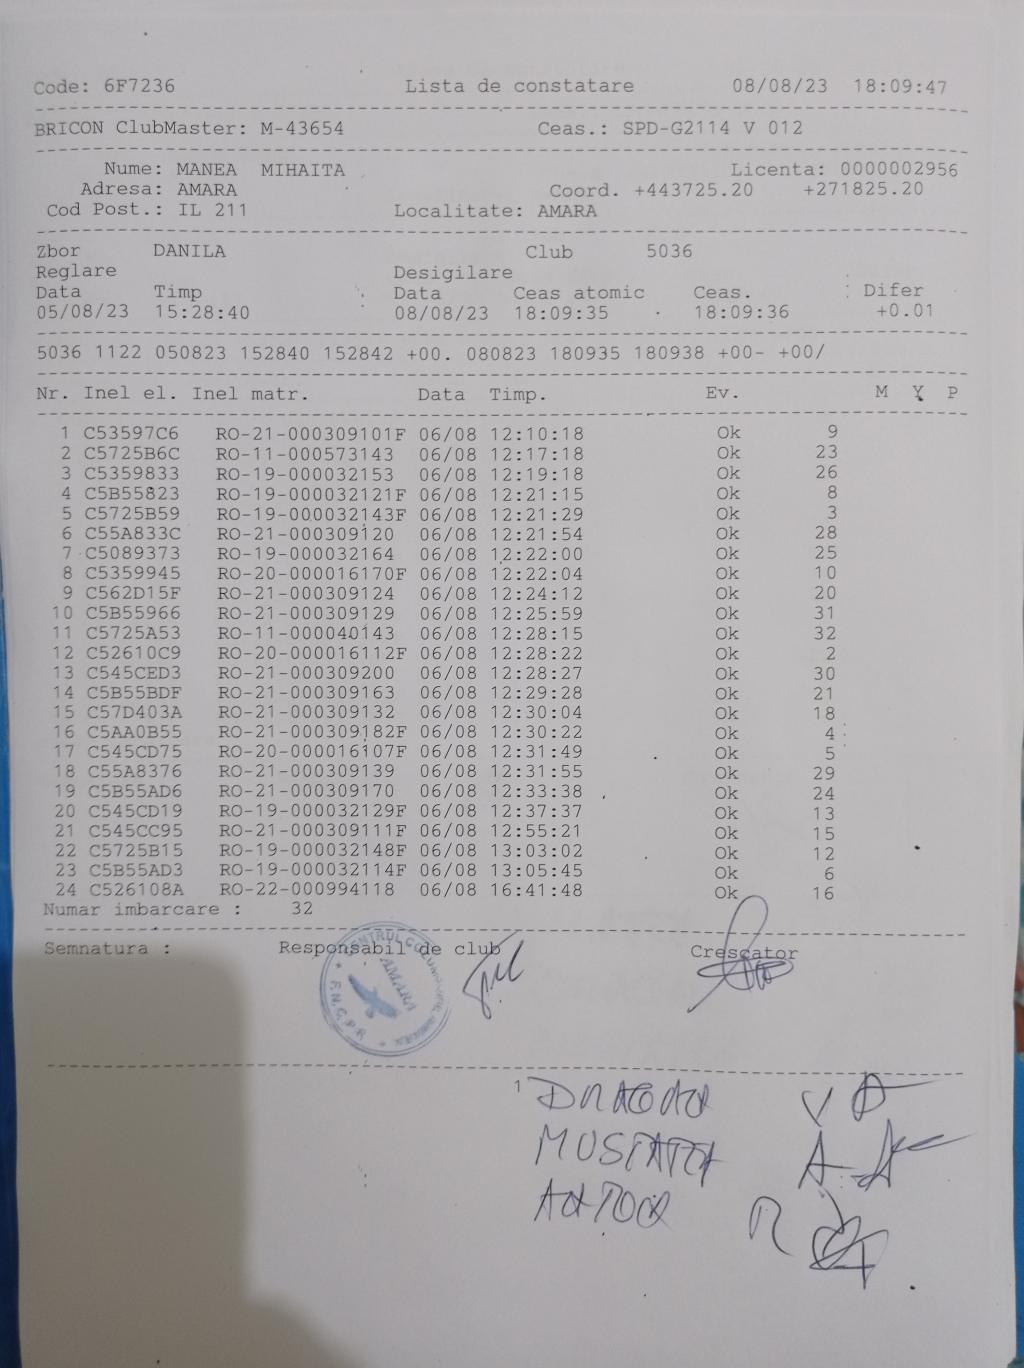 Code: 6F7236 Lista de constatare 08/08/23 18:09:47
BRICON ClubMaster: M-43654 Ceas.: SPD-G2114 V 012
Nume: MANEA MIHAITA Licenta: 0000002956
Adresa: AMARA Coord. +443725.20 +271825.20
Cod Post.: IL 211 Localitate: AMARA
Zbor DANILA Club 5036
Reglare Desigilare
Data Timp Data Ceas atomic Ceas. Difer
05/08/23 15:28:40 08/08/23 18:09:35 18:09:36 +0.01
5036 1122 050823 152840 152842 +00. 080823 180935 180938 +00- +00/
Nr. Inel el. Inel matr. Data Timp. Ev. M Y P
1 C53597C6 RO-21-000309101F 06/08 12:10:18 Ok 9
2 C5725B6C RO-11-000573143 06/08 12:17:18 Ok 23
3 C5359833 RO-19-000032153 06/08 12:19:18 Ok 26
4 C5B55823 RO-19-000032121F 06/08 12:21:15 Ok 8
5 C5725B59 RO-19-000032143F 06/08 12:21:29 Ok 3
6 C55A833C RO-21-000309120 06/08 12:21:54 Ok 28
7 C5089373 RO-19-000032164 06/08 12:22:00 Ok 25
8 C5359945 RO-20-000016170F 06/08 12:22:04 Ok 10
9 C562D15F RO-21-000309124 06/08 12:24:12 Ok 20
10 C5B55966 RO-21-000309129 06/08 12:25:59 Ok 31
11 C5725A53 RO-11-000040143 06/08 12:28:15 Ok 32
12 C52610C9 RO-20-000016112F 06/08 12:28:22 Ok 2
13 C545CED3 RO-21-000309200 06/08 12:28:27 Ok 30
14 C5B55BDF RO-21-000309163 06/08 12:29:28 Ok 21
15 C57D403A RO-21-000309132 06/08 12:30:04 Ok 18
16 C5AA0B55 RO-21-000309182F 06/08 12:30:22 Ok 4
17 C545CD75 RO-20-000016107F 06/08 12:31:49 Ok 5
18 C55A8376 RO-21-000309139 06/08 12:31:55 Ok 29
19 C5B55AD6 RO-21-000309170 06/08 12:33:38 Ok 24
20 C545CD19 RO-19-000032129F 06/08 12:37:37 Ok 13
21 C545CC95 RO-21-000309111F 06/08 12:55:21 Ok 15
22 C5725B15 RO-19-000032148F 06/08 13:03:02 Ok 12
23 C5B55AD3 RO-19-000032114F 06/08 13:05:45 Ok 6
24 C526108A RO-22-000994118 06/08 16:41:48 Ok 16
Numar imbarcare : 32
Semnatura : Responsabil de club Crescator
AMARA
F.N.C.P.R.
1
MUSTATEA A
ANTON R